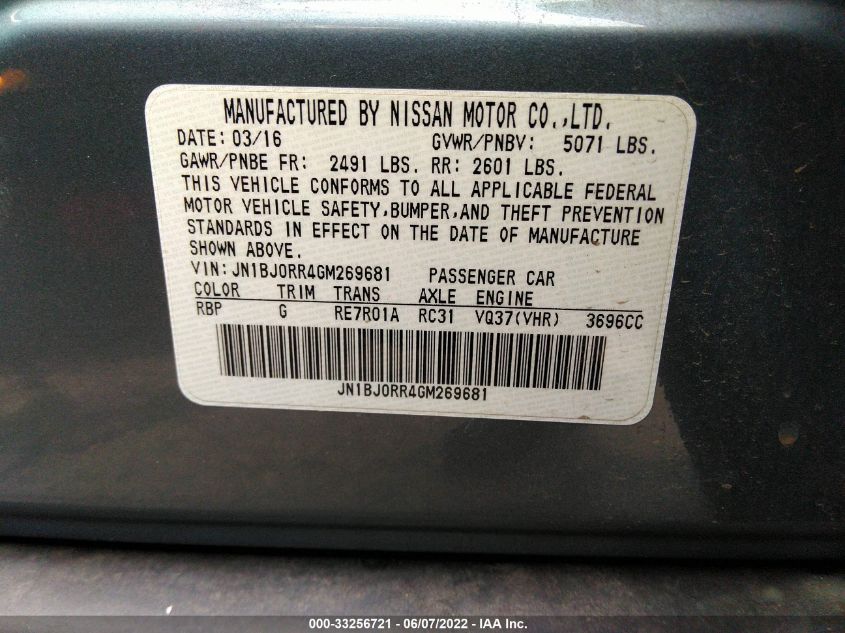 MANUFACTURED BY NISSAN MOTOR CO.,LTD.
DATE: 03/16 GVWR/PNBV: 5071 LBS.
GAWR/PNBE FR: 2491 LBS. RR: 2601 LBS.
THIS VEHICLE CONFORMS TO ALL APPLICABLE FEDERAL
MOTOR VEHICLE SAFETY,BUMPER,AND THEFT PREVENTION
STANDARDS IN EFFECT ON THE DATE OF MANUFACTURE
SHOWN ABOVE.
VIN: JN1BJ0RR4GM269681 PASSENGER CAR
COLOR TRIM TRANS AXLE ENGINE
RBP G RE7R01A RC31 VQ37(VHR) 3696CC
JN1BJ0RR4GM269681
000-33256721 - 06/07/2022 - IAA Inc.